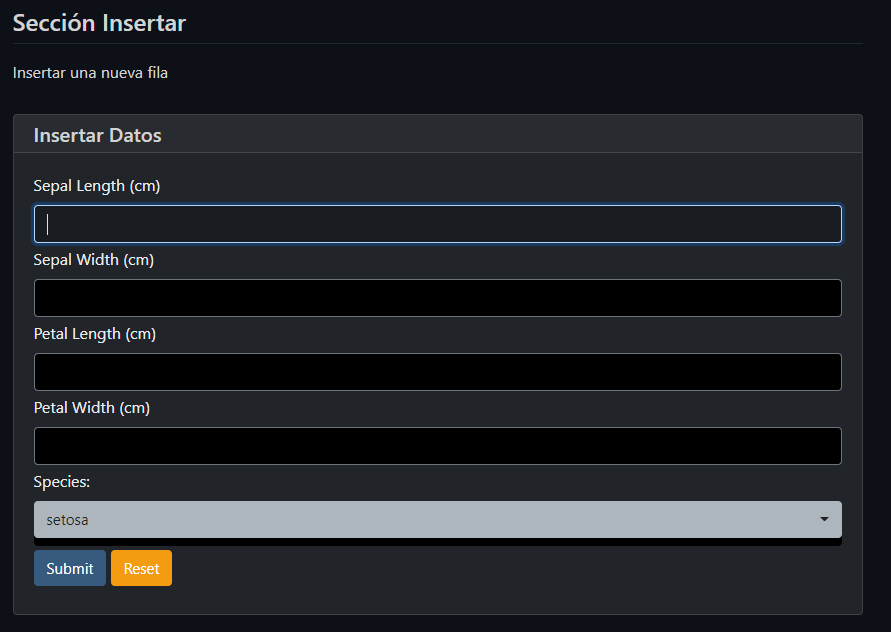 Sección Insertar
Insertar una nueva fila
Insertar Datos
Sepal Length (cm)
Sepal Width (cm)
Petal Length (cm)
Petal Width (cm)
Species:
setosa
Submit Reset